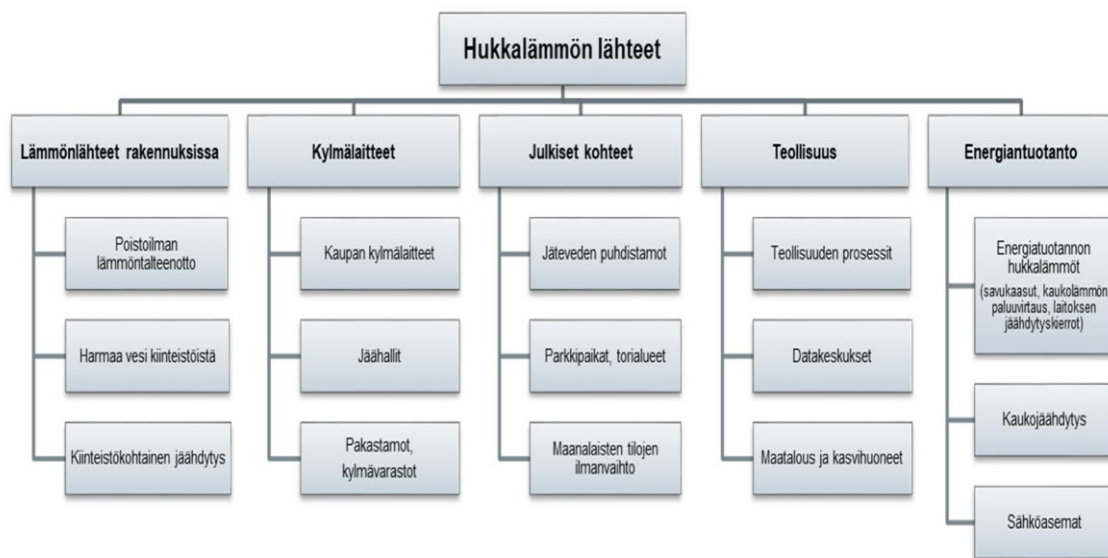 Hukkalämmön lähteet
Lämmönlähteet rakennuksissa
Poistoilman
lämmöntalteenotto
Harmaa vesi kiinteistöistä
Kiinteistökohtainen jäähdytys
Kylmälaitteet
Kaupan kylmälaitteet
Jäähallit
Pakastamot,
kylmävarastot
Julkiset kohteet
Jäteveden puhdistamot
Parkkipaikat, torialueet
Maanalaisten tilojen
ilmanvaihto
Teollisuus
Teollisuuden prosessit
Datakeskukset
Maatalous ja kasvihuoneet
Energiantuotanto
Energiatuotannon
hukkalämmöt
(savukaasut, kaukolämmön
paluuvirtaus, laitoksen
jäähdytyskierrot)
Kaukojäähdytys
Sähköasemat